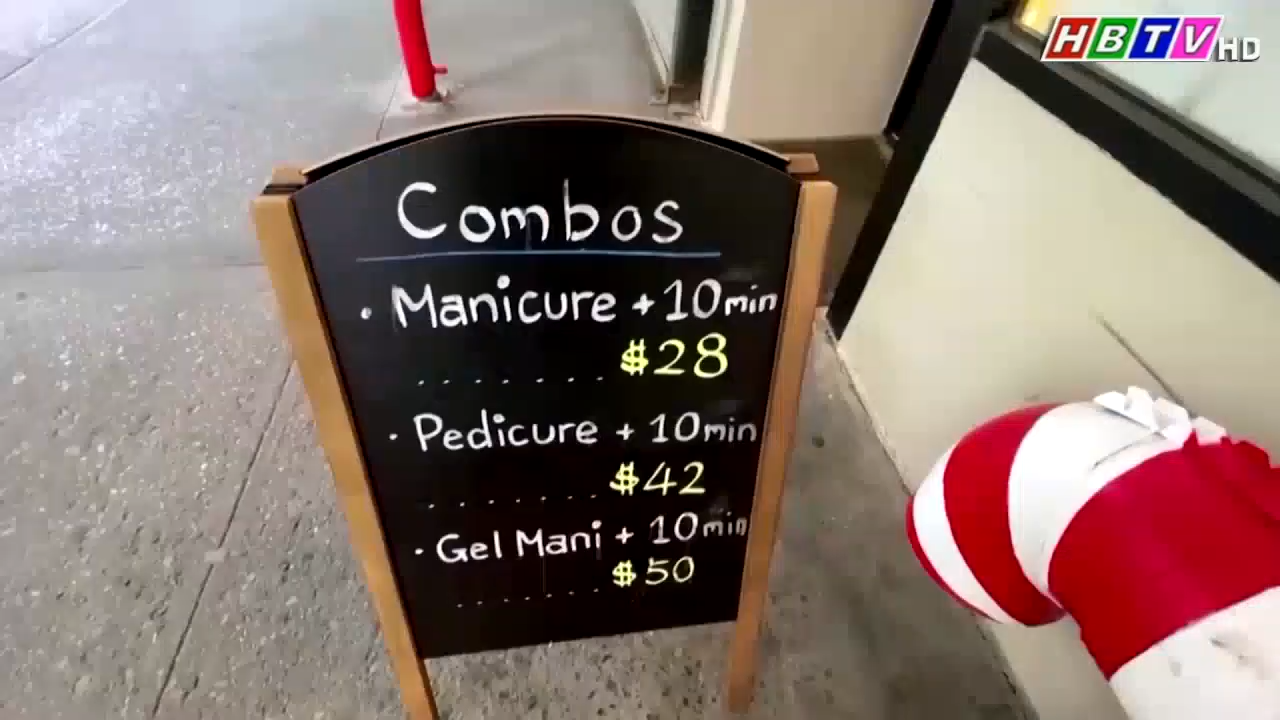 HBTV HD
Combos
· Manicure + 10min
....... $28
· Pedicure + 10min
....... $42
· Gel Mani + 10min
....... $50